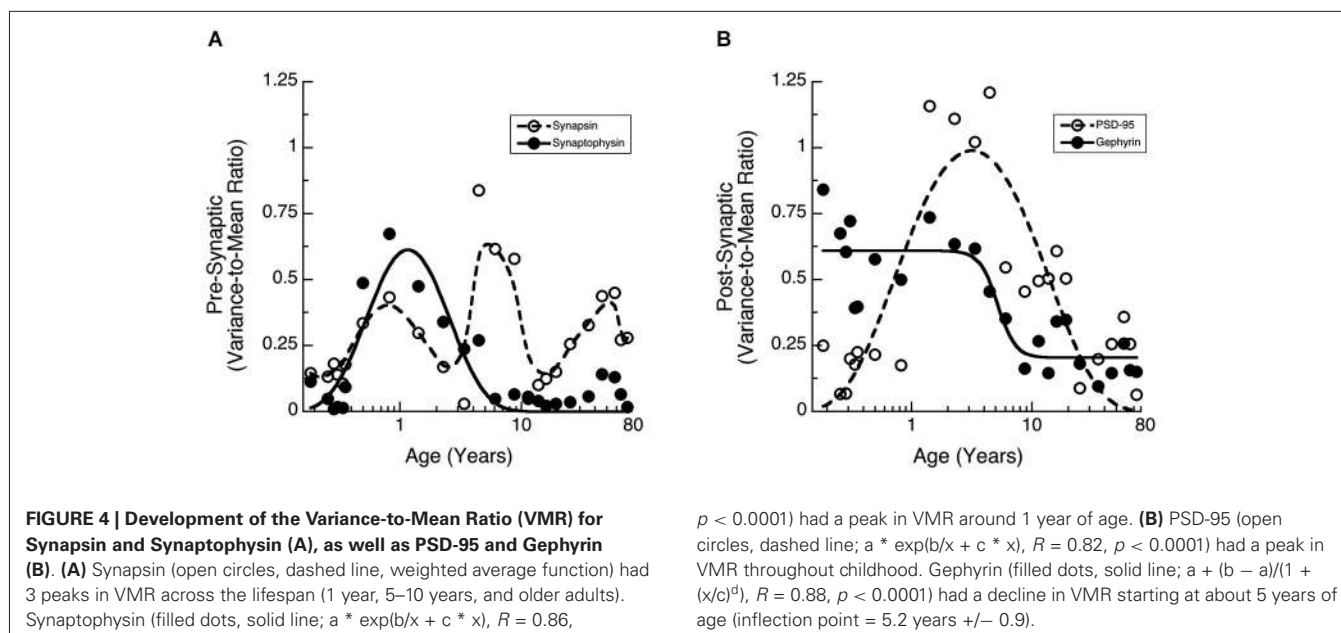 A
B
1.25
1
0.75
0.5
0.25
0
Pre-Synaptic
(Variance-to-Mean Ratio)
Synapsin
Synaptophysin
1
10
80
Age (Years)
1.25
1
0.75
0.5
0.25
0
Post-Synaptic
(Variance-to-Mean Ratio)
PSD-95
Gephyrin
1
10
80
Age (Years)
FIGURE 4 | Development of the Variance-to-Mean Ratio (VMR) for
Synapsin and Synaptophysin (A), as well as PSD-95 and Gephyrin
(B). (A) Synapsin (open circles, dashed line, weighted average function) had
3 peaks in VMR across the lifespan (1 year, 5–10 years, and older adults).
Synaptophysin (filled dots, solid line; a * exp(b/x + c * x), R = 0.86,
p < 0.0001) had a peak in VMR around 1 year of age. (B) PSD-95 (open
circles, dashed line; a * exp(b/x + c * x), R = 0.82, p < 0.0001) had a peak in
VMR throughout childhood. Gephyrin (filled dots, solid line; a + (b − a)/(1 +
(x/c)ᵈ), R = 0.88, p < 0.0001) had a decline in VMR starting at about 5 years of
age (inflection point = 5.2 years +/− 0.9).